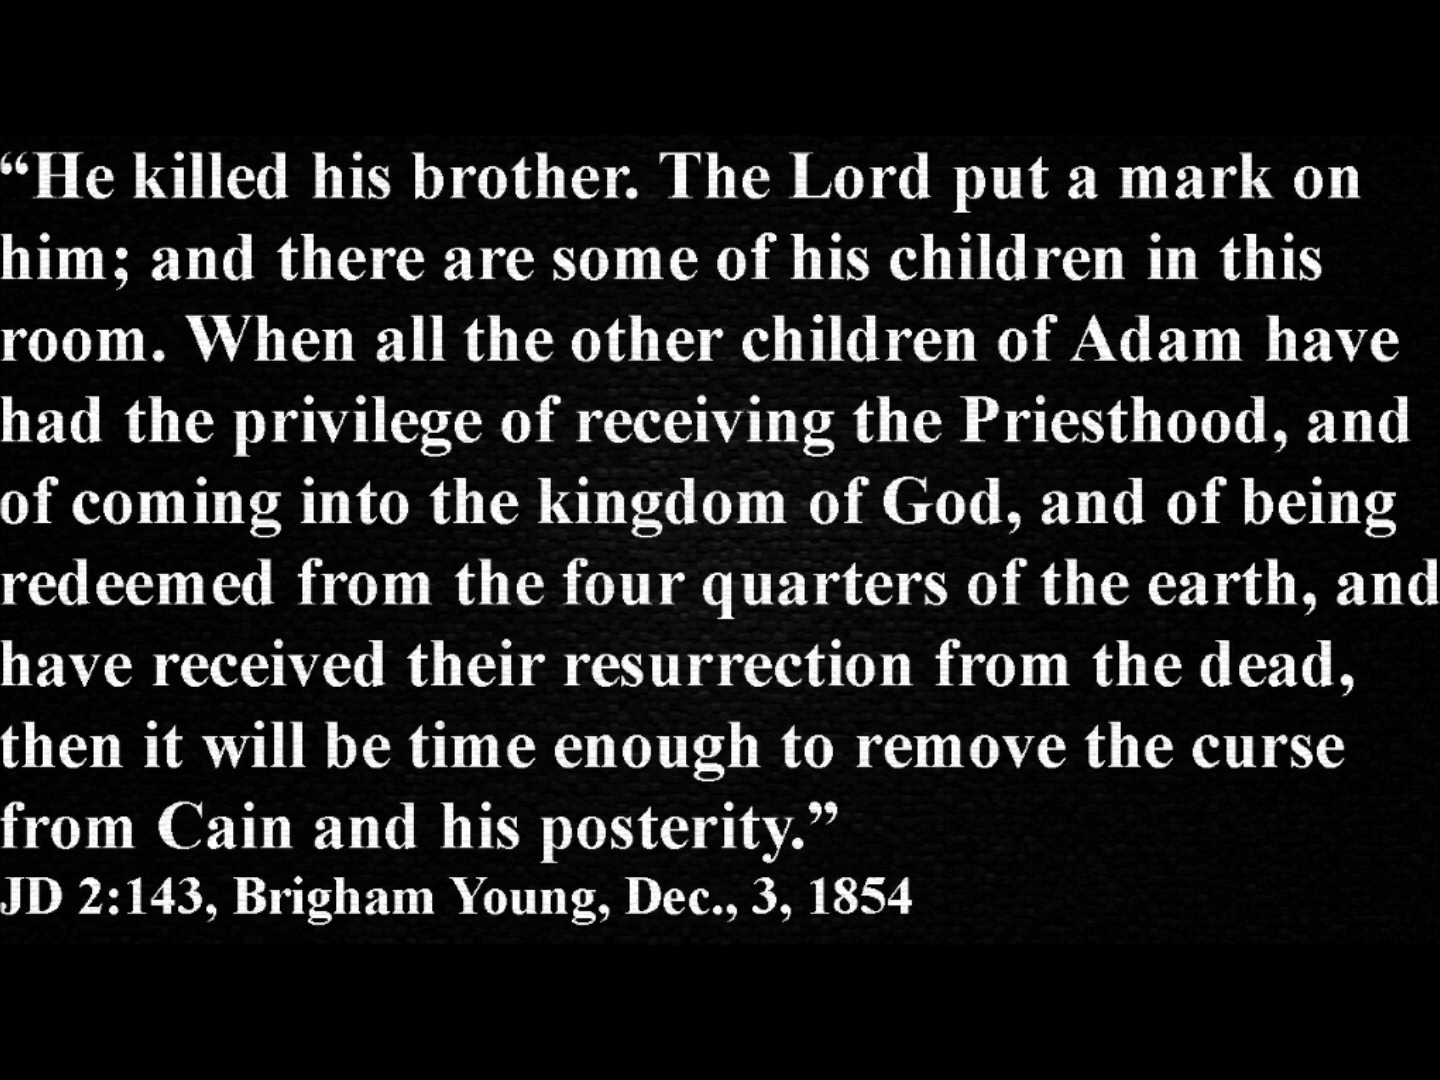 “He killed his brother. The Lord put a mark on
him; and there are some of his children in this
room. When all the other children of Adam have
had the privilege of receiving the Priesthood, and
of coming into the kingdom of God, and of being
redeemed from the four quarters of the earth, and
have received their resurrection from the dead,
then it will be time enough to remove the curse
from Cain and his posterity.”
JD 2:143, Brigham Young, Dec., 3, 1854